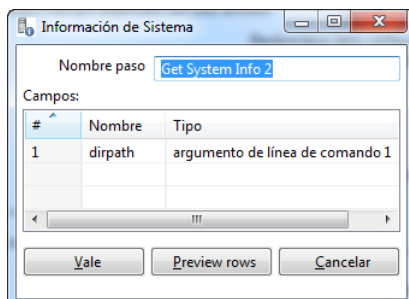 Información de Sistema
Nombre paso Get System Info 2
Campos:
# Nombre Tipo
1 dirpath argumento de línea de comando 1
Vale Preview rows Cancelar